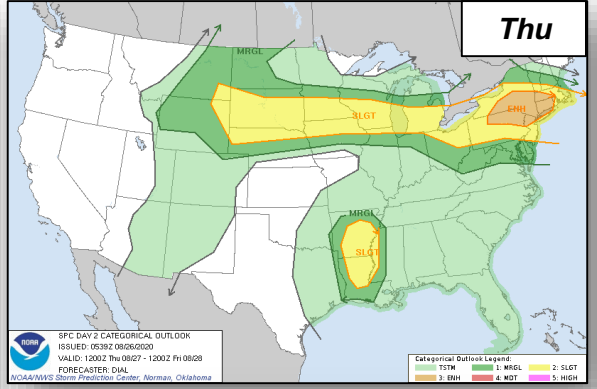 Thu
MRGL
SLGT
ENH
MRGL
SLGT
SPC DAY 2 CATEGORICAL OUTLOOK
ISSUED: 0539Z 08/26/2020
VALID: 1200Z Thu 08/27 - 1200Z Fri 08/28
FORECASTER: DIAL
NOAA/NWS Storm Prediction Center, Norman, Oklahoma
Categorical Outlook Legend:
TSTM 1: MRGL 2: SLGT
3: ENH 4: MDT 5: HIGH